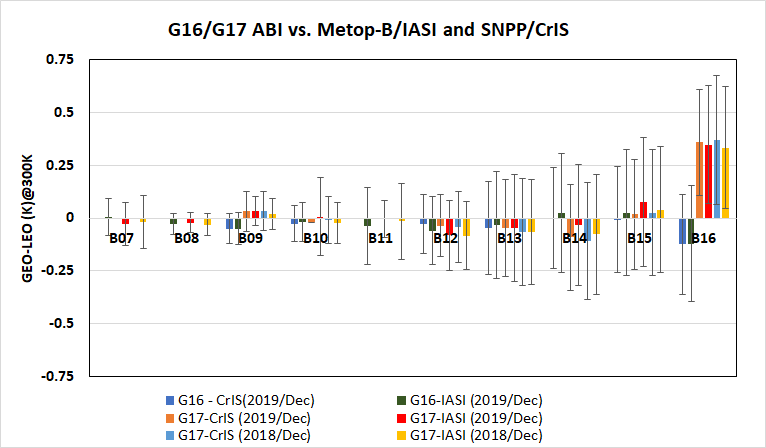 G16/G17 ABI vs. Metop-B/IASI and SNPP/CrIS
0.75
0.5
0.25
0
-0.25
-0.5
-0.75
GEO-LEO (K)@300K
B07 B08 B09 B10 B11 B12 B13 B14 B15 B16
G16 - CrIS(2019/Dec) G16-IASI (2019/Dec)
G17-CrIS (2019/Dec) G17-IASI (2019/Dec)
G17-CrIS (2018/Dec) G17-IASI (2018/Dec)